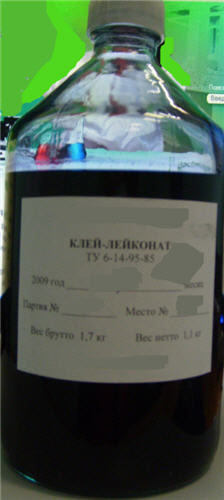 КЛЕЙ-ЛЕЙКОНАТ
ТУ 6-14-95-85
2009 год месяц
Партия № Место №
Вес брутто 1,7 кг Вес нетто 1,1 кг